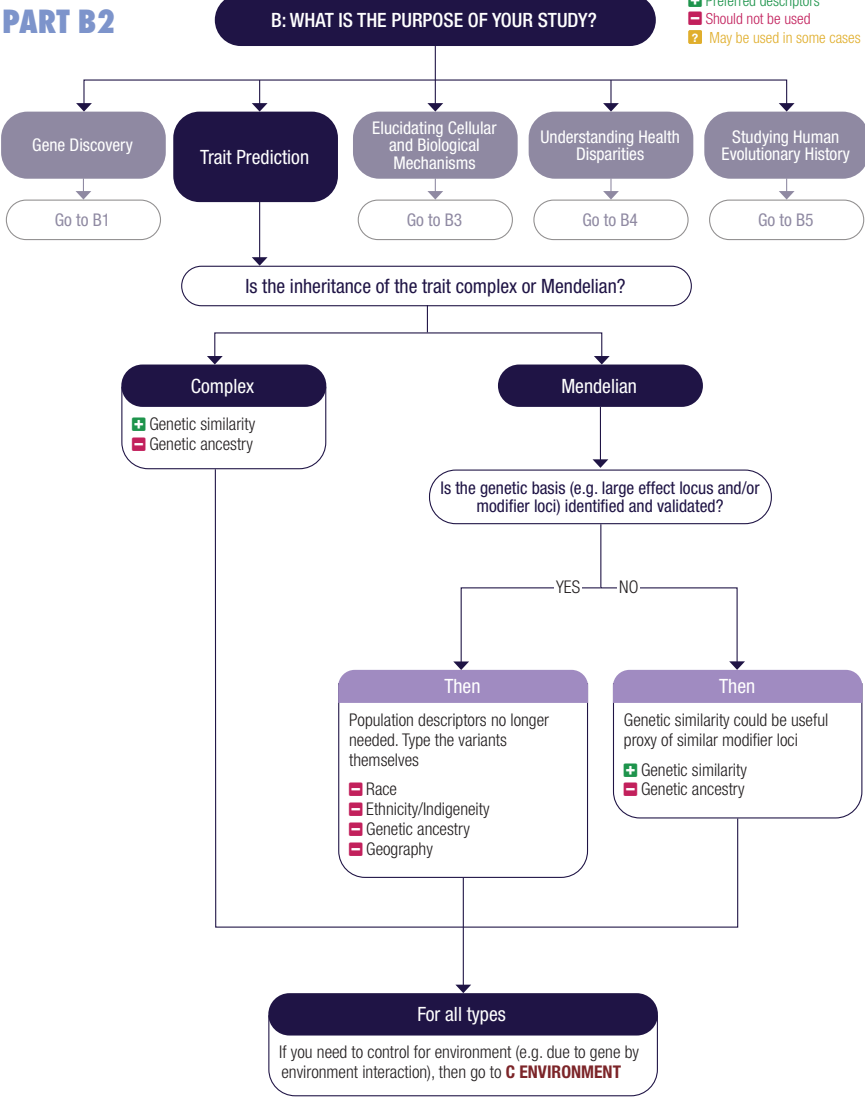 PART B2
B: WHAT IS THE PURPOSE OF YOUR STUDY?
Preferred descriptors
Should not be used
? May be used in some cases
Gene Discovery
Trait Prediction
Elucidating Cellular
and Biological
Mechanisms
Understanding Health
Disparities
Studying Human
Evolutionary History
Go to B1
Go to B3
Go to B4
Go to B5
Is the inheritance of the trait complex or Mendelian?
Complex
+ Genetic similarity
− Genetic ancestry
Mendelian
Is the genetic basis (e.g. large effect locus and/or
modifier loci) identified and validated?
YES
NO
Then
Population descriptors no longer
needed. Type the variants
themselves
− Race
− Ethnicity/Indigeneity
− Genetic ancestry
− Geography
Then
Genetic similarity could be useful
proxy of similar modifier loci
+ Genetic similarity
− Genetic ancestry
For all types
If you need to control for environment (e.g. due to gene by
environment interaction), then go to C ENVIRONMENT